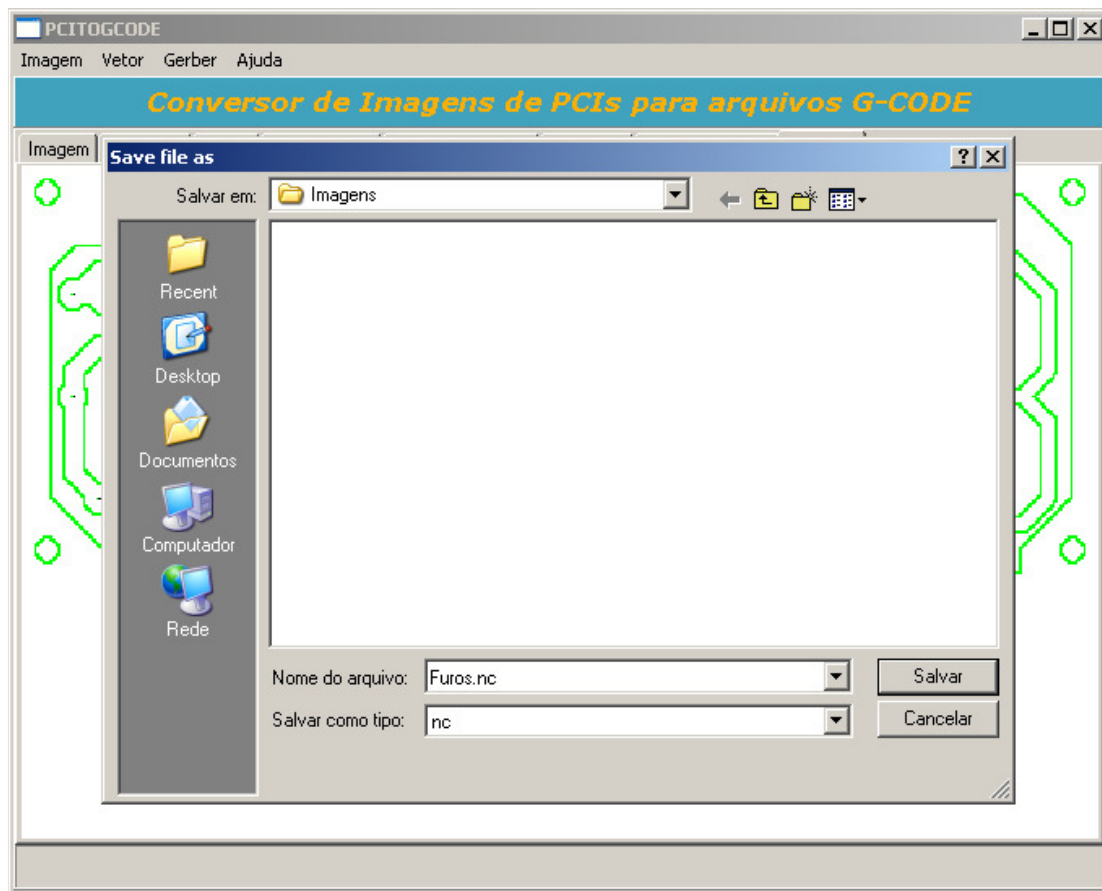 PCITOGCODE
Imagem Vetor Gerber Ajuda
Conversor de Imagens de PCIs para arquivos G-CODE
Imagem
Save file as
Salvar em: Imagens
Recent
Desktop
Documentos
Computador
Rede
Nome do arquivo: Furos.nc Salvar
Salvar como tipo: nc Cancelar